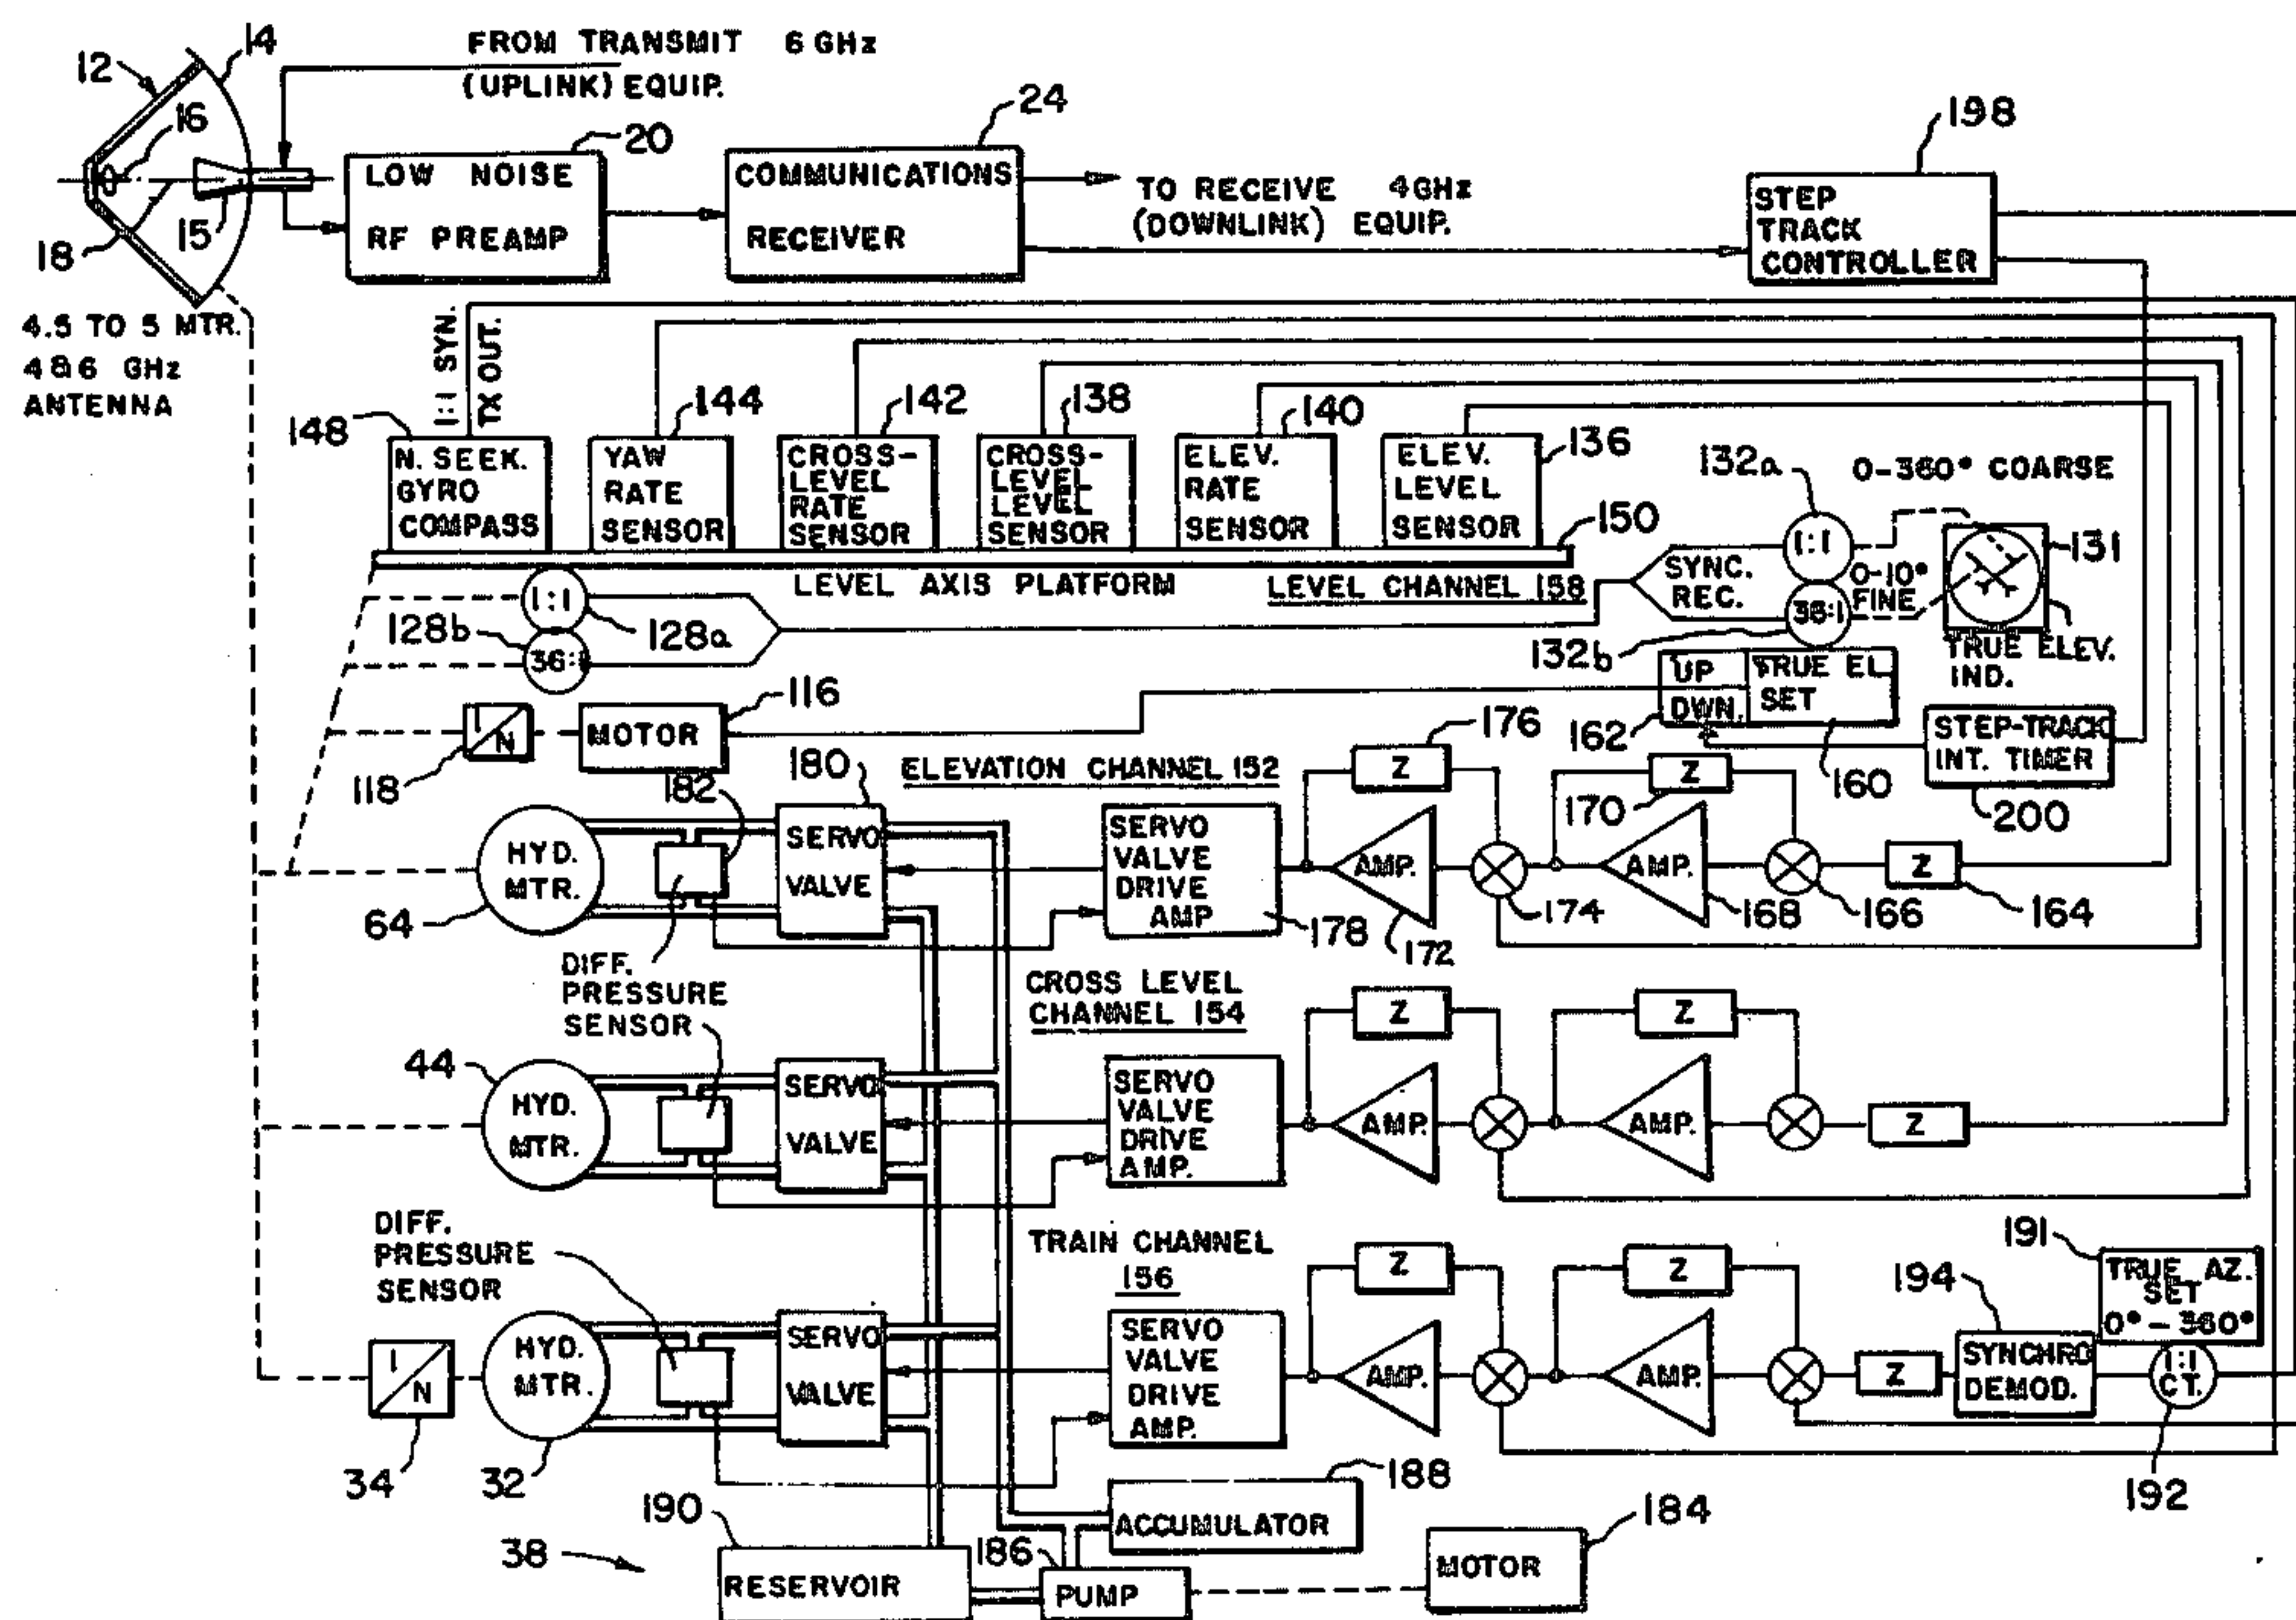 FROM TRANSMIT 6 GHz
(UPLINK) EQUIP.
12
14
16
18
15
20
LOW NOISE
RF PREAMP
24
COMMUNICATIONS
RECEIVER
TO RECEIVE 4GHz
(DOWNLINK) EQUIP.
198
STEP
TRACK
CONTROLLER
4.5 TO 5 MTR.
4&6 GHz
ANTENNA
1:1 SYN.
TX OUT.
148
N. SEEK.
GYRO
COMPASS
144
YAW
RATE
SENSOR
142
CROSS-
LEVEL
RATE
SENSOR
138
CROSS-
LEVEL
LEVEL
SENSOR
140
ELEV.
RATE
SENSOR
136
ELEV.
LEVEL
SENSOR
150
LEVEL AXIS PLATFORM
LEVEL CHANNEL 158
132a
0-360° COARSE
1:1
SYNC.
REC.
0-10°
FINE
36:1
131
132b
TRUE ELEV.
IND.
1:1
128a
128b
36:1
UP
DWN.
TRUE EL.
SET
162
160
116
MOTOR
1/N
118
STEP-TRACK
INT. TIMER
200
ELEVATION CHANNEL 152
180
182
176
Z
170
Z
HYD.
MTR.
64
SERVO
VALVE
SERVO
VALVE
DRIVE
AMP
178
AMP.
172
174
AMP.
168
166
Z
164
DIFF.
PRESSURE
SENSOR
CROSS LEVEL
CHANNEL 154
Z
Z
44
HYD.
MTR.
SERVO
VALVE
SERVO
VALVE
DRIVE
AMP.
AMP.
AMP.
Z
DIFF.
PRESSURE
SENSOR
TRAIN CHANNEL
156
Z
Z
191
TRUE AZ.
SET
0° - 360°
194
1/N
34
HYD.
MTR.
32
SERVO
VALVE
SERVO
VALVE
DRIVE
AMP.
AMP.
AMP.
Z
SYNCHRO
DEMOD.
1:1
CT.
192
188
ACCUMULATOR
190
RESERVOIR
38
186
PUMP
184
MOTOR